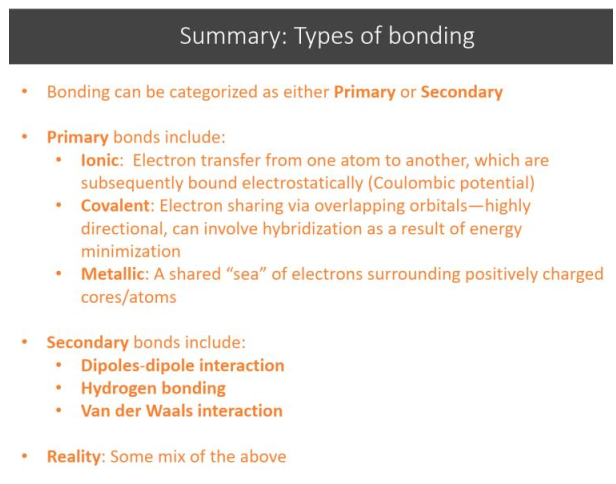 Summary: Types of bonding
• Bonding can be categorized as either Primary or Secondary
• Primary bonds include:
• Ionic: Electron transfer from one atom to another, which are
subsequently bound electrostatically (Coulombic potential)
• Covalent: Electron sharing via overlapping orbitals—highly
directional, can involve hybridization as a result of energy
minimization
• Metallic: A shared “sea” of electrons surrounding positively charged
cores/atoms
• Secondary bonds include:
• Dipoles-dipole interaction
• Hydrogen bonding
• Van der Waals interaction
• Reality: Some mix of the above